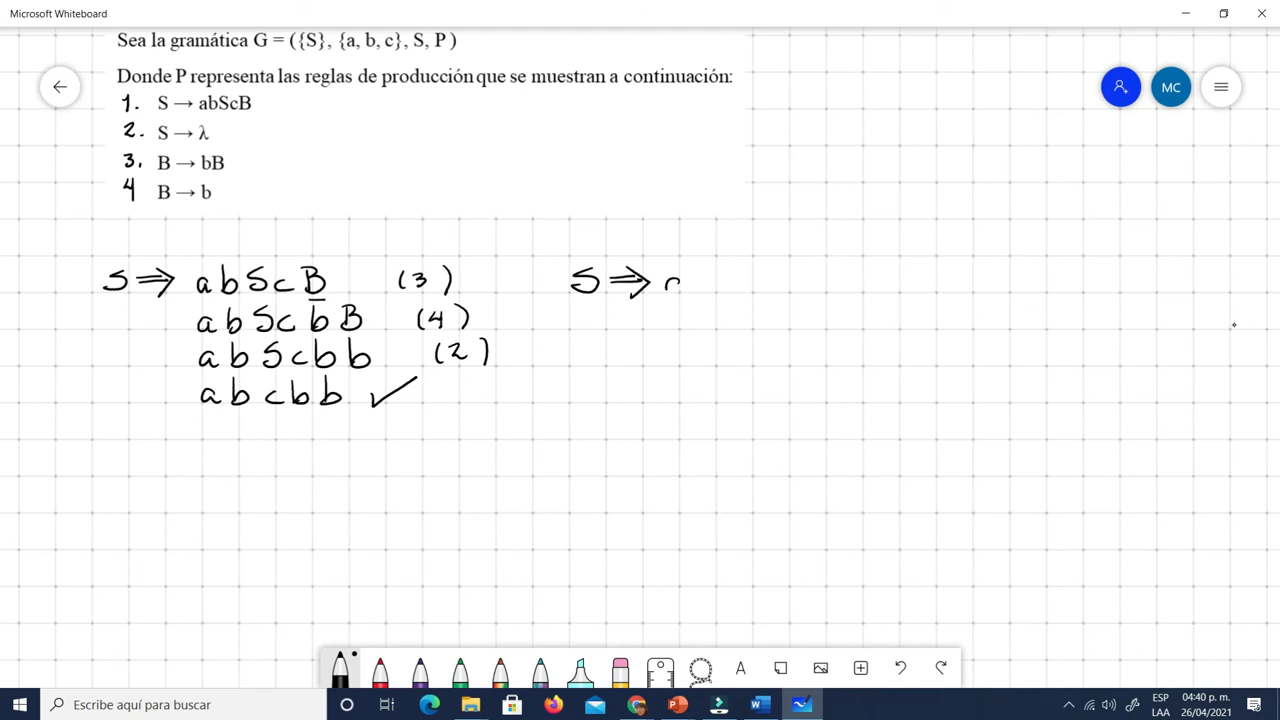 Microsoft Whiteboard
Sea la gramática G = ({S}, {a, b, c}, S, P )
Donde P representa las reglas de producción que se muestran a continuación:
1. S → abScB
2. S → λ
3. B → bB
4 B → b
MC
S ⇒ abScB (3)
abScbB (4)
abScbb (2)
abcbb ✓
S ⇒
A
Escribe aquí para buscar
ESP
LAA
04:40 p. m.
26/04/2021